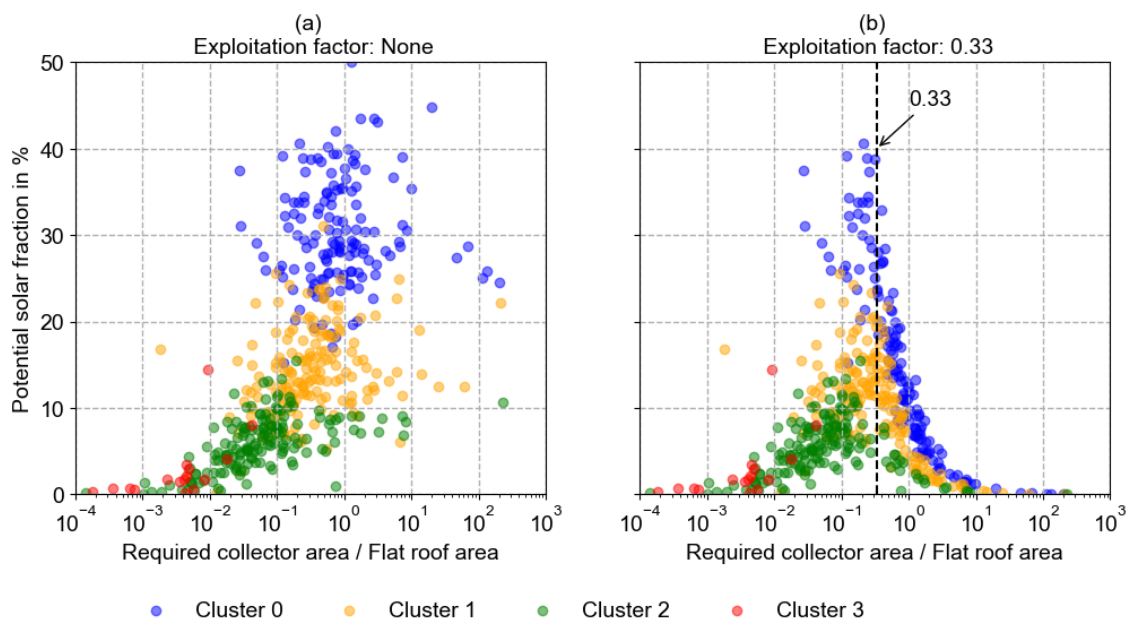 (a)
Exploitation factor: None
(b)
Exploitation factor: 0.33
Potential solar fraction in %
50
40
30
20
10
0
0.33
10⁻⁴ 10⁻³ 10⁻² 10⁻¹ 10⁰ 10¹ 10² 10³
10⁻⁴ 10⁻³ 10⁻² 10⁻¹ 10⁰ 10¹ 10² 10³
Required collector area / Flat roof area
Required collector area / Flat roof area
Cluster 0 Cluster 1 Cluster 2 Cluster 3